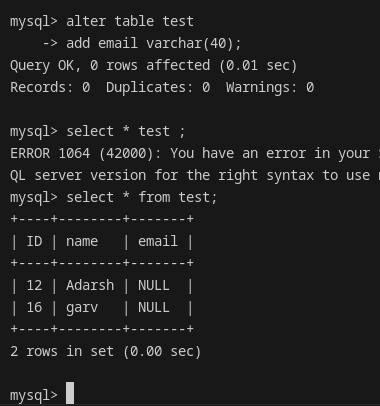 mysql> alter table test
    -> add email varchar(40);
Query OK, 0 rows affected (0.01 sec)
Records: 0  Duplicates: 0  Warnings: 0

mysql> select * test ;
ERROR 1064 (42000): You have an error in your
QL server version for the right syntax to use
mysql> select * from test;
+----+--------+-------+
| ID | name   | email |
+----+--------+-------+
| 12 | Adarsh | NULL  |
| 16 | garv   | NULL  |
+----+--------+-------+
2 rows in set (0.00 sec)

mysql>